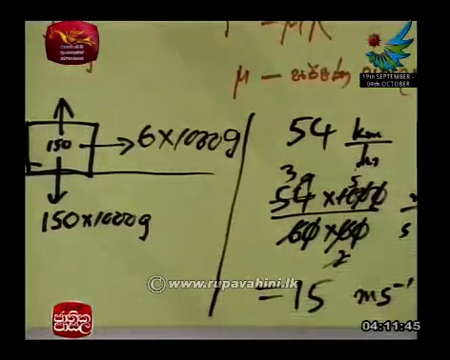 19TH SEPTEMBER -
04th OCTOBER
μ —
150
6×1000g
150×1000g
54 km/h
54 × 1000
60 × 60
= 15 ms⁻¹
© www.rupavahini.lk
ජාතික
පාසල
04:11:45